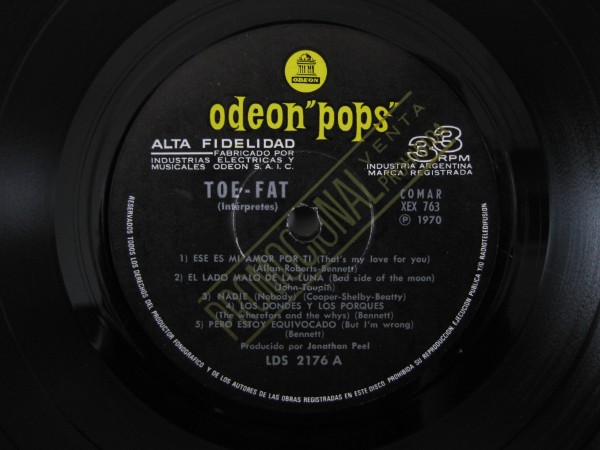 ODEON
odeon "pops"
ALTA FIDELIDAD
FABRICADO POR
INDUSTRIAS ELECTRICAS Y
MUSICALES ODEON S.A.I.C.
33
RPM
INDUSTRIA ARGENTINA
MARCA REGISTRADA
TOE-FAT
(Intérpretes)
COMAR
XEX 763
Ⓟ 1970
PROMOCIONAL
VENTA
1) ESE ES MI AMOR POR TI (That's my love for you)
(Allan-Roberts-Bennett)
2) EL LADO MALO DE LA LUNA (Bad side of the moon)
John-Taupin)
3) NADIE (Nobody) (Cooper-Shelby-Beatty)
4) LOS DONDES Y LOS PORQUES
(The wherefors and the whys) (Bennett)
5) PERO ESTOY EQUIVOCADO (But I'm wrong)
(Bennett)
Producido por Jonathan Peel
LDS 2176 A
RESERVADOS TODOS LOS DERECHOS DEL PRODUCTOR FONOGRAFICO Y DE LOS AUTORES DE LAS OBRAS REGISTRADAS EN ESTE DISCO. PROHIBIDA SU REPRODUCCION, EJECUCION PUBLICA Y/O RADIOTELEDIFUSION